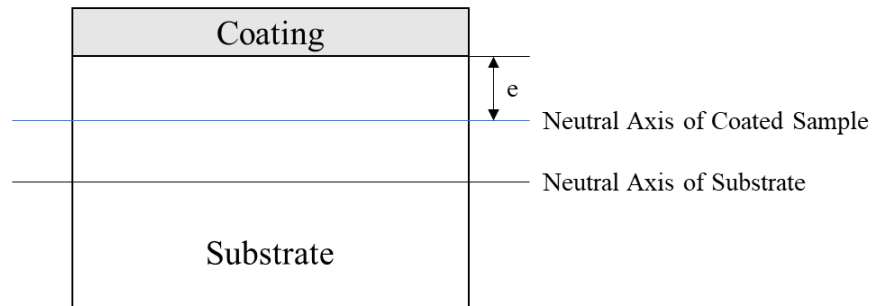 Coating
e
Neutral Axis of Coated Sample
Neutral Axis of Substrate
Substrate